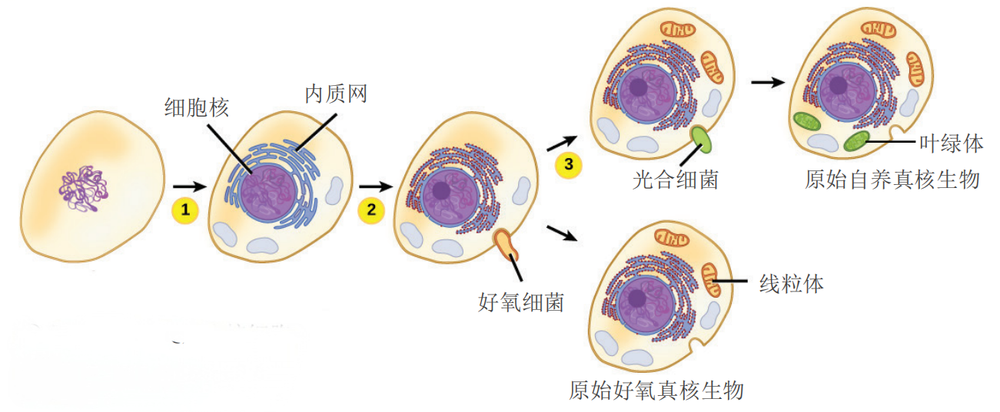 细胞核
内质网
1
2
好氧细菌
3
光合细菌
叶绿体
原始自养真核生物
线粒体
原始好氧真核生物